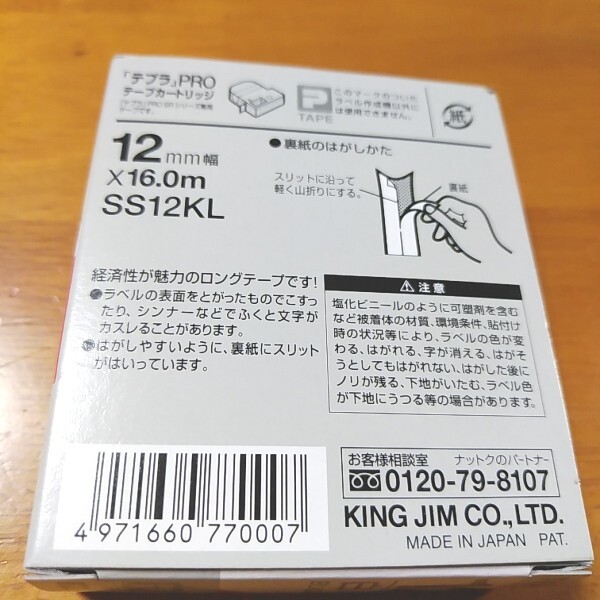 「テプラ」PRO
テープカートリッジ
「テプラ」PRO SRシリーズ専用
テープです。
P
TAPE
このマークのついた
ラベル作成機以外に
は使用できません。
紙
12mm幅
X16.0m
SS12KL
●裏紙のはがしかた
スリットに沿って
軽く山折りにする。
裏紙
経済性が魅力のロングテープです!
●ラベルの表面をとがったものでこすっ
たり、シンナーなどでふくと文字が
カスレることがあります。
●はがしやすいように、裏紙にスリット
がはいっています。
⚠注意
塩化ビニールのように可塑剤を含む
など被着体の材質、環境条件、貼付け
時の状況等により、ラベルの色が変
わる、はがれる、字が消える、はがそ
うとしてもはがれない、はがした後に
ノリが残る、下地がいたむ、ラベル色
が下地にうつる等の場合があります。
4 971660 770007
お客様相談室 ナットクのパートナー
0120-79-8107
KING JIM CO.,LTD.
MADE IN JAPAN PAT.